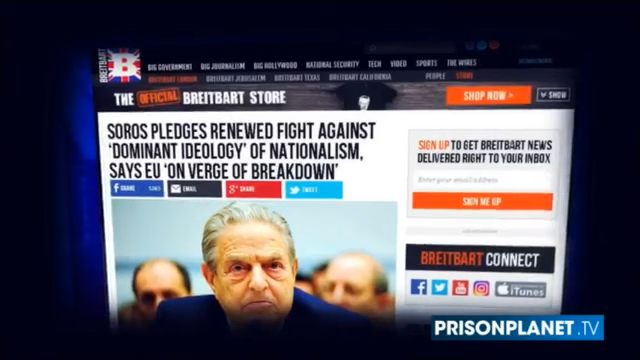 BREITBART
B
BIG GOVERNMENT BIG JOURNALISM BIG HOLLYWOOD NATIONAL SECURITY TECH VIDEO SPORTS THE WIRES
BREITBART LONDON BREITBART JERUSALEM BREITBART TEXAS BREITBART CALIFORNIA PEOPLE STORE
THE OFFICIAL BREITBART STORE
SHOP NOW >
SHOW
SOROS PLEDGES RENEWED FIGHT AGAINST
'DOMINANT IDEOLOGY' OF NATIONALISM,
SAYS EU 'ON VERGE OF BREAKDOWN'
SHARE
EMAIL
SHARE
TWEET
SIGN UP TO GET BREITBART NEWS
DELIVERED RIGHT TO YOUR INBOX
Enter your email address
SIGN ME UP
BREITBART CONNECT
iTunes
PRISONPLANET.TV